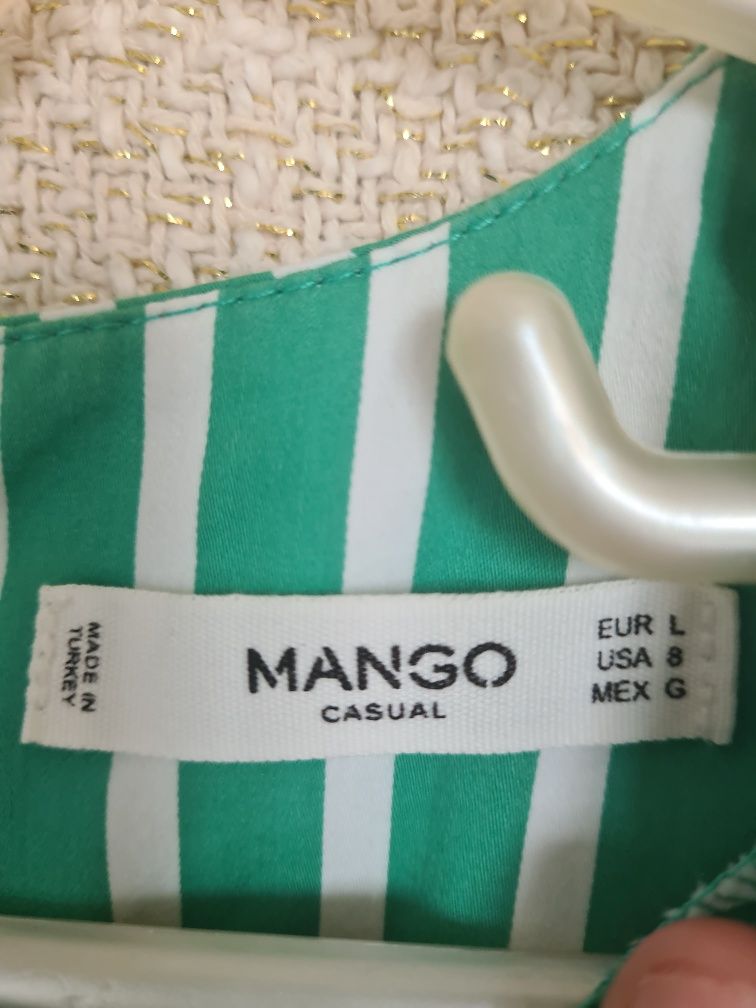 MADE IN
TURKEY
MANGO
CASUAL
EUR L
USA 8
MEX G